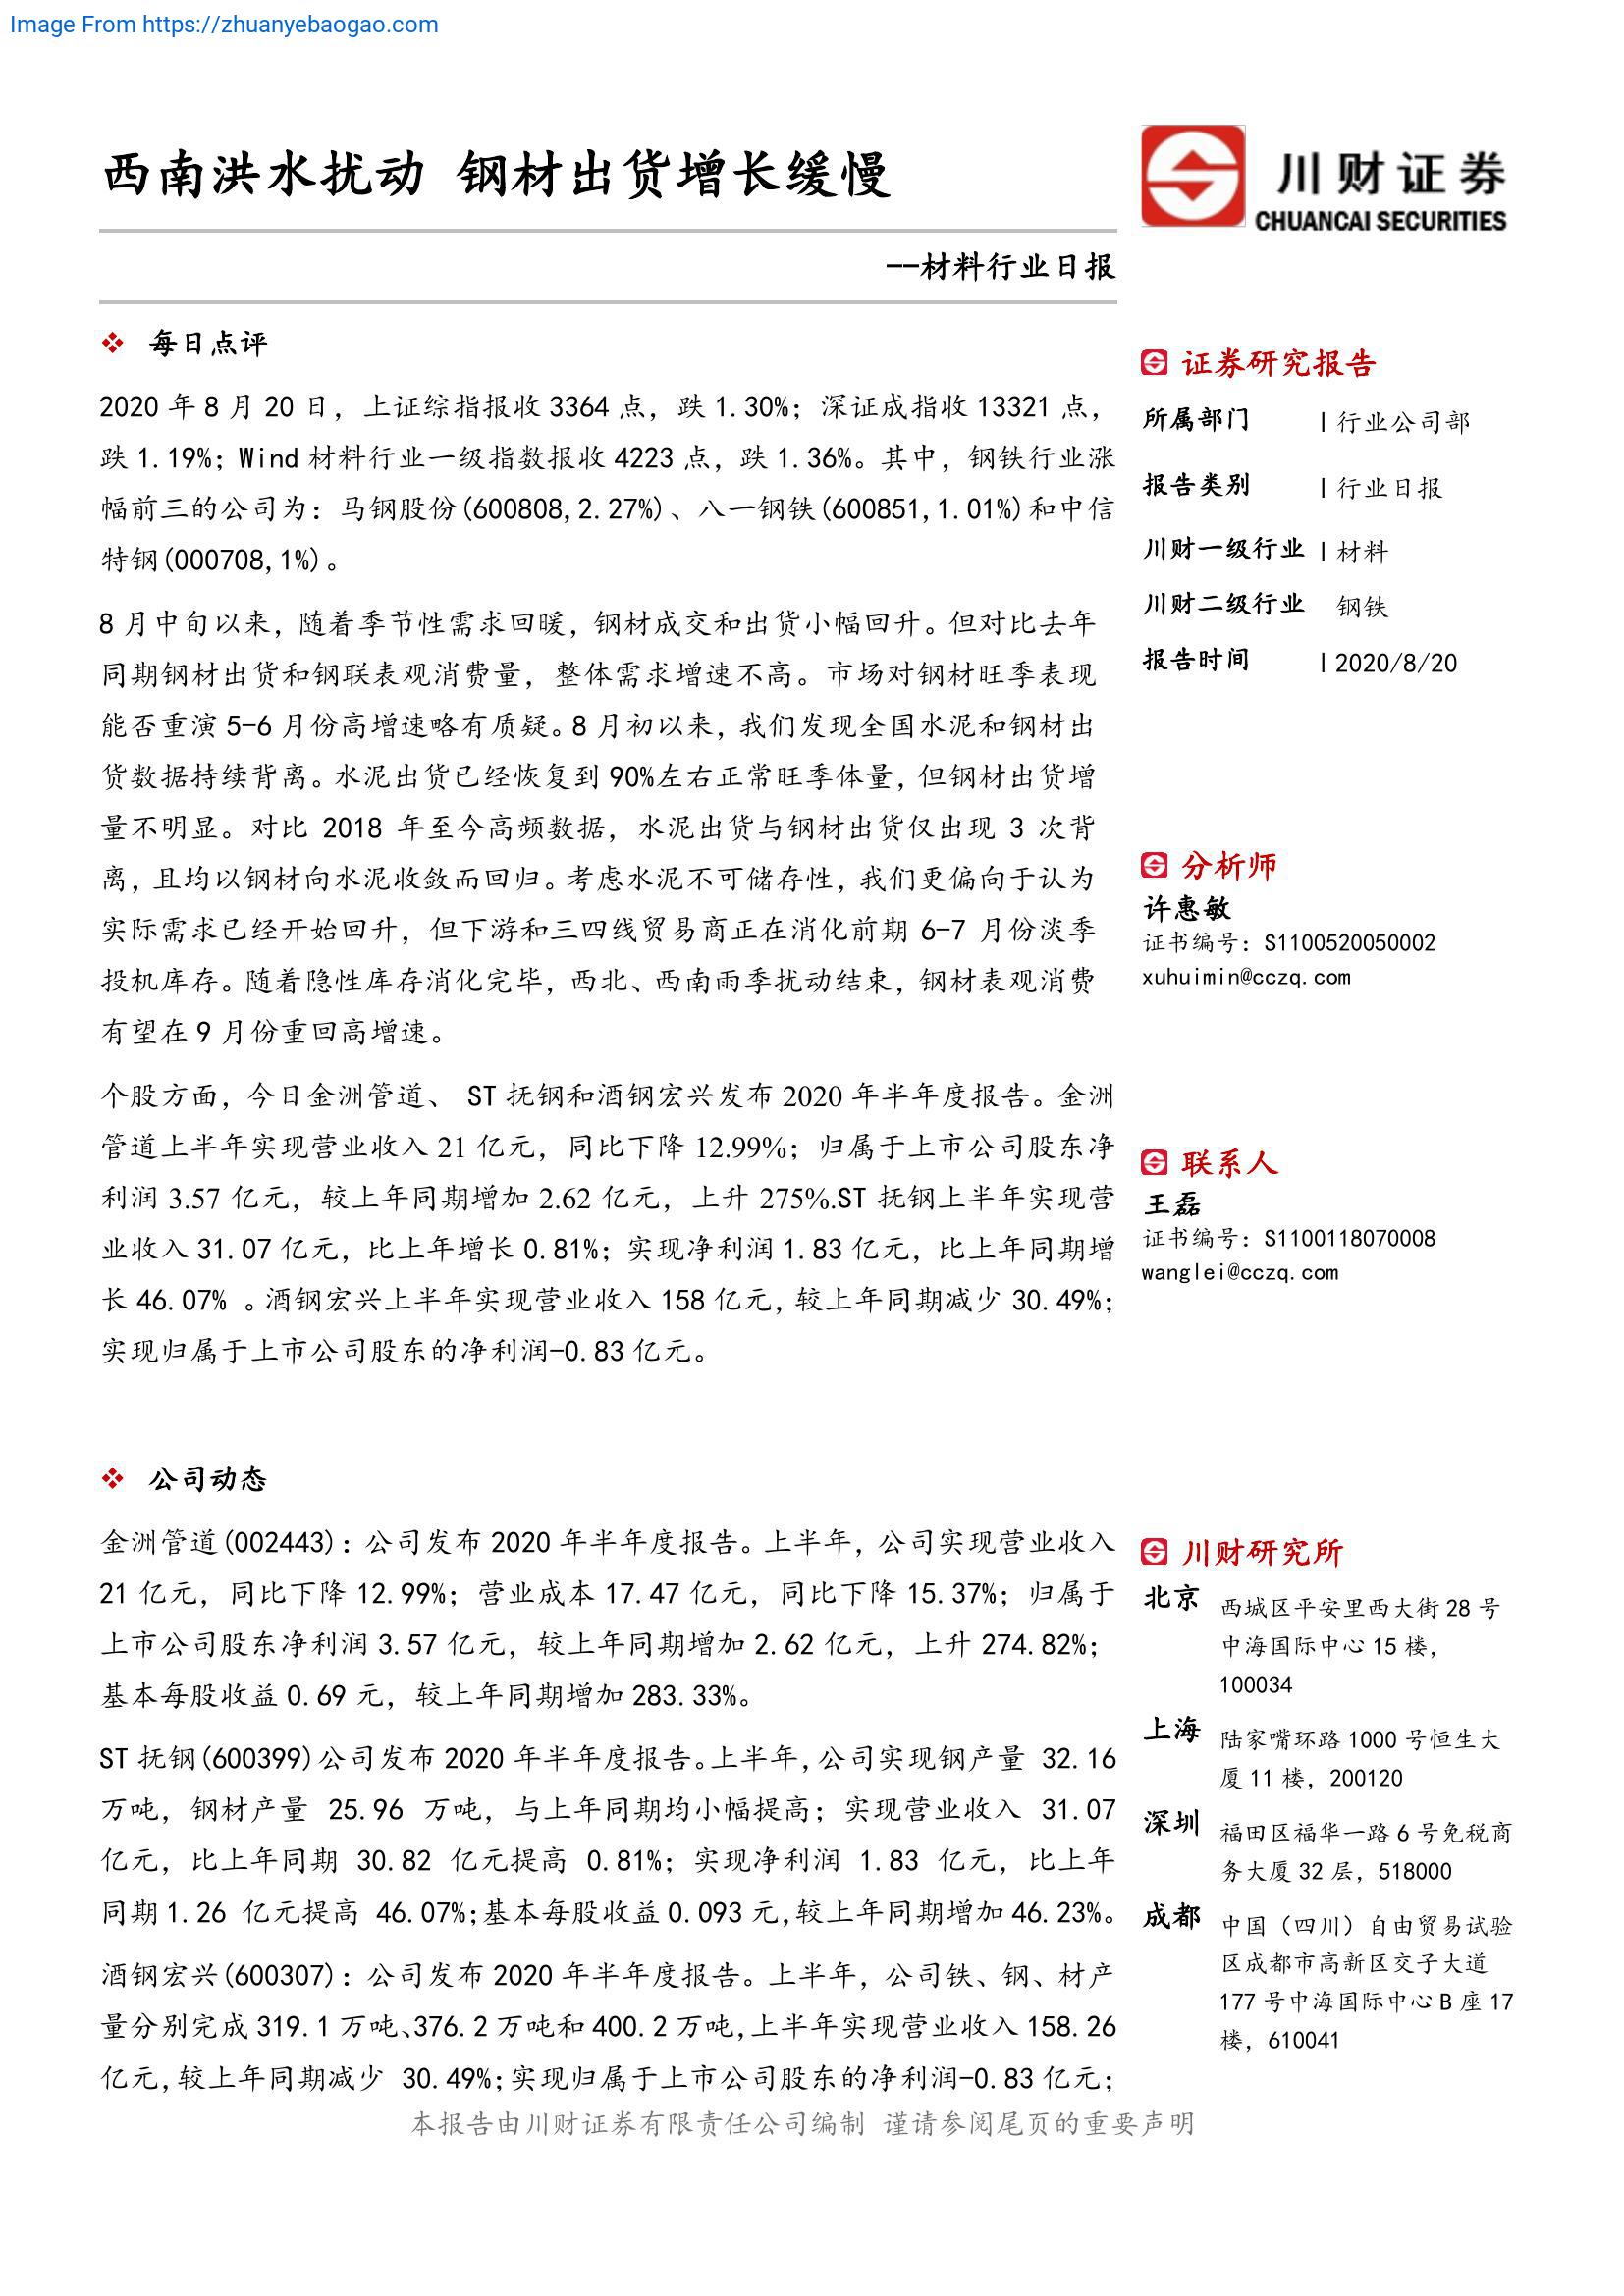 Image From https://zhuanyebaogao.com
西南洪水扰动 钢材出货增长缓慢
川财证券
CHUANCAI SECURITIES
--材料行业日报
❖ 每日点评
2020 年 8 月 20 日，上证综指报收 3364 点，跌 1.30%；深证成指收 13321 点，
跌 1.19%；Wind 材料行业一级指数报收 4223 点，跌 1.36%。其中，钢铁行业涨
幅前三的公司为：马钢股份(600808,2.27%)、八一钢铁(600851,1.01%)和中信
特钢(000708,1%)。
8 月中旬以来，随着季节性需求回暖，钢材成交和出货小幅回升。但对比去年
同期钢材出货和钢联表观消费量，整体需求增速不高。市场对钢材旺季表现
能否重演 5-6 月份高增速略有质疑。8 月初以来，我们发现全国水泥和钢材出
货数据持续背离。水泥出货已经恢复到 90%左右正常旺季体量，但钢材出货增
量不明显。对比 2018 年至今高频数据，水泥出货与钢材出货仅出现 3 次背
离，且均以钢材向水泥收敛而回归。考虑水泥不可储存性，我们更偏向于认为
实际需求已经开始回升，但下游和三四线贸易商正在消化前期 6-7 月份淡季
投机库存。随着隐性库存消化完毕，西北、西南雨季扰动结束，钢材表观消费
有望在 9 月份重回高增速。
个股方面，今日金洲管道、 ST 抚钢和酒钢宏兴发布 2020 年半年度报告。金洲
管道上半年实现营业收入 21 亿元，同比下降 12.99%；归属于上市公司股东净
利润 3.57 亿元，较上年同期增加 2.62 亿元，上升 275%.ST 抚钢上半年实现营
业收入 31.07 亿元，比上年增长 0.81%；实现净利润 1.83 亿元，比上年同期增
长 46.07% 。酒钢宏兴上半年实现营业收入 158 亿元，较上年同期减少 30.49%；
实现归属于上市公司股东的净利润-0.83 亿元。
❖ 公司动态
金洲管道(002443)：公司发布 2020 年半年度报告。上半年，公司实现营业收入
21 亿元，同比下降 12.99%；营业成本 17.47 亿元，同比下降 15.37%；归属于
上市公司股东净利润 3.57 亿元，较上年同期增加 2.62 亿元，上升 274.82%；
基本每股收益 0.69 元，较上年同期增加 283.33%。
ST 抚钢(600399)公司发布 2020 年半年度报告。上半年，公司实现钢产量 32.16
万吨，钢材产量 25.96 万吨，与上年同期均小幅提高；实现营业收入 31.07
亿元，比上年同期 30.82 亿元提高 0.81%；实现净利润 1.83 亿元，比上年
同期 1.26 亿元提高 46.07%;基本每股收益 0.093 元,较上年同期增加 46.23%。
酒钢宏兴(600307)：公司发布 2020 年半年度报告。上半年，公司铁、钢、材产
量分别完成 319.1 万吨、376.2 万吨和 400.2 万吨,上半年实现营业收入 158.26
亿元,较上年同期减少 30.49%;实现归属于上市公司股东的净利润-0.83 亿元;
证券研究报告
所属部门 | 行业公司部
报告类别 | 行业日报
川财一级行业 | 材料
川财二级行业 钢铁
报告时间 | 2020/8/20
分析师
许惠敏
证书编号：S1100520050002
xuhuimin@cczq.com
联系人
王磊
证书编号：S1100118070008
wanglei@cczq.com
川财研究所
北京 西城区平安里西大街 28 号
中海国际中心 15 楼，
100034
上海 陆家嘴环路 1000 号恒生大
厦 11 楼，200120
深圳 福田区福华一路 6 号免税商
务大厦 32 层，518000
成都 中国（四川）自由贸易试验
区成都市高新区交子大道
177 号中海国际中心 B 座 17
楼，610041
本报告由川财证券有限责任公司编制 谨请参阅尾页的重要声明